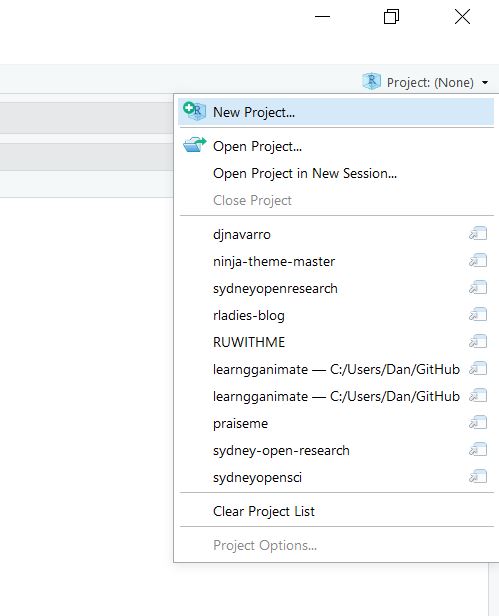 Project: (None)
New Project...
Open Project...
Open Project in New Session...
Close Project
djnavarro
ninja-theme-master
sydneyopenresearch
rladies-blog
RUWITHME
learngganimate — C:/Users/Dan/GitHub
learngganimate — C:/Users/Dan/GitHub
praiseme
sydney-open-research
sydneyopensci
Clear Project List
Project Options...